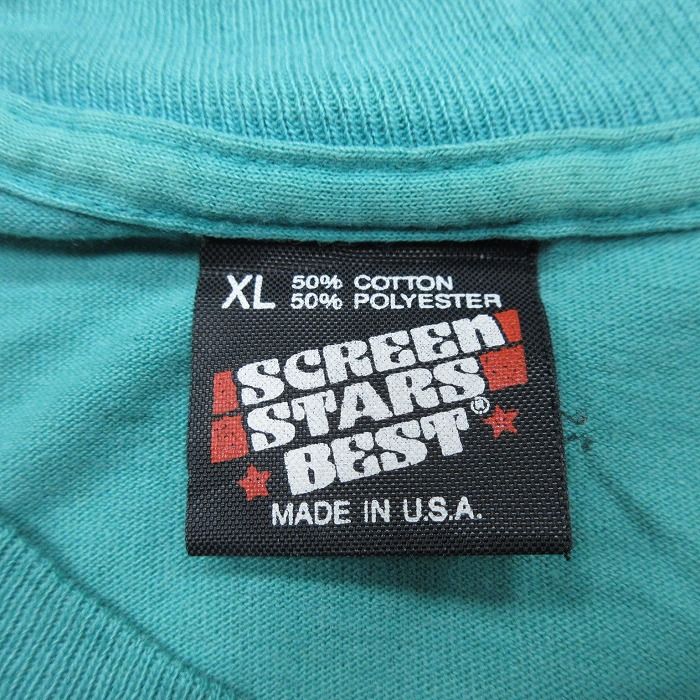 XL 50% COTTON
50% POLYESTER
SCREEN
STARS
BEST®
MADE IN U.S.A.